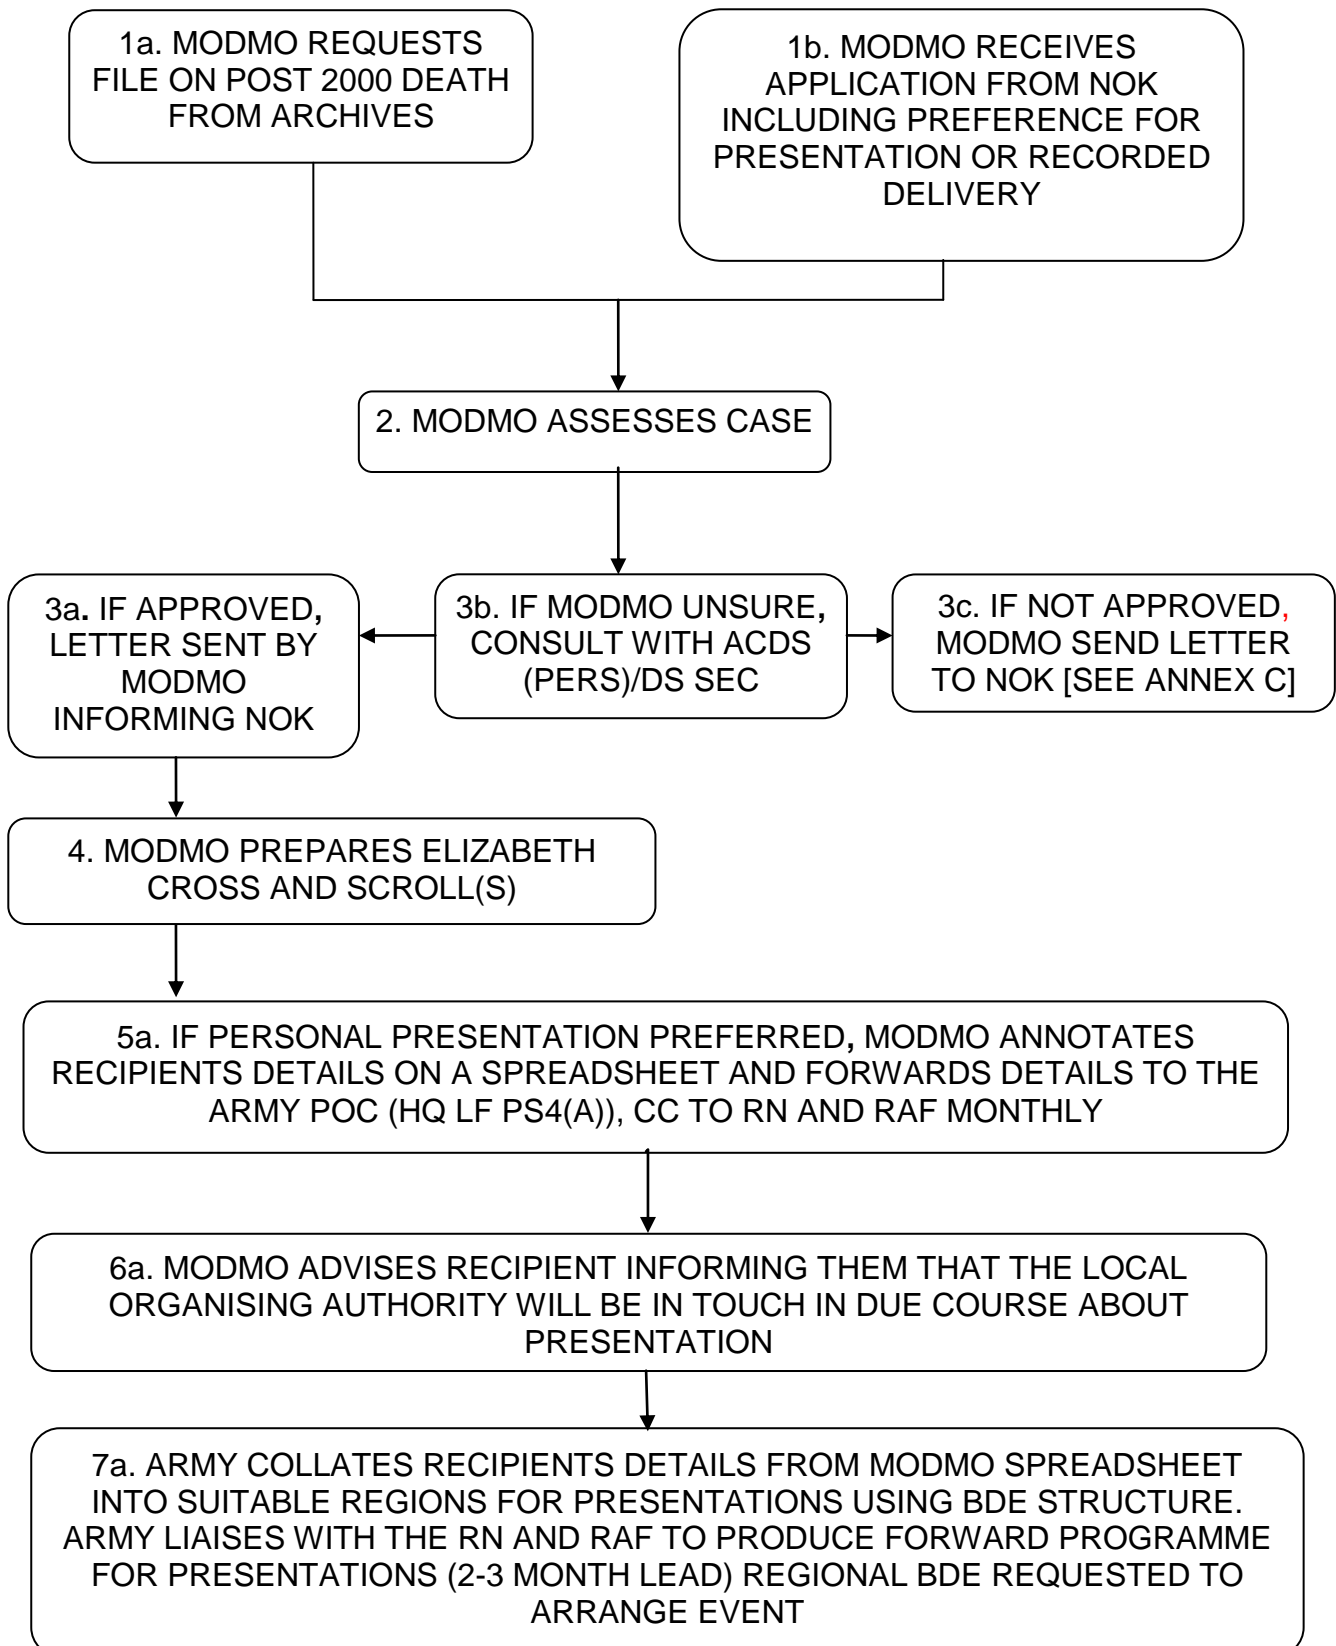 1a. MODMO REQUESTS
FILE ON POST 2000 DEATH
FROM ARCHIVES
1b. MODMO RECEIVES
APPLICATION FROM NOK
INCLUDING PREFERENCE FOR
PRESENTATION OR RECORDED
DELIVERY
2. MODMO ASSESSES CASE
3a. IF APPROVED,
LETTER SENT BY
MODMO
INFORMING NOK
3b. IF MODMO UNSURE,
CONSULT WITH ACDS
(PERS)/DS SEC
3c. IF NOT APPROVED,
MODMO SEND LETTER
TO NOK [SEE ANNEX C]
4. MODMO PREPARES ELIZABETH
CROSS AND SCROLL(S)
5a. IF PERSONAL PRESENTATION PREFERRED, MODMO ANNOTATES
RECIPIENTS DETAILS ON A SPREADSHEET AND FORWARDS DETAILS TO THE
ARMY POC (HQ LF PS4(A)), CC TO RN AND RAF MONTHLY
6a. MODMO ADVISES RECIPIENT INFORMING THEM THAT THE LOCAL
ORGANISING AUTHORITY WILL BE IN TOUCH IN DUE COURSE ABOUT
PRESENTATION
7a. ARMY COLLATES RECIPIENTS DETAILS FROM MODMO SPREADSHEET
INTO SUITABLE REGIONS FOR PRESENTATIONS USING BDE STRUCTURE.
ARMY LIAISES WITH THE RN AND RAF TO PRODUCE FORWARD PROGRAMME
FOR PRESENTATIONS (2-3 MONTH LEAD) REGIONAL BDE REQUESTED TO
ARRANGE EVENT